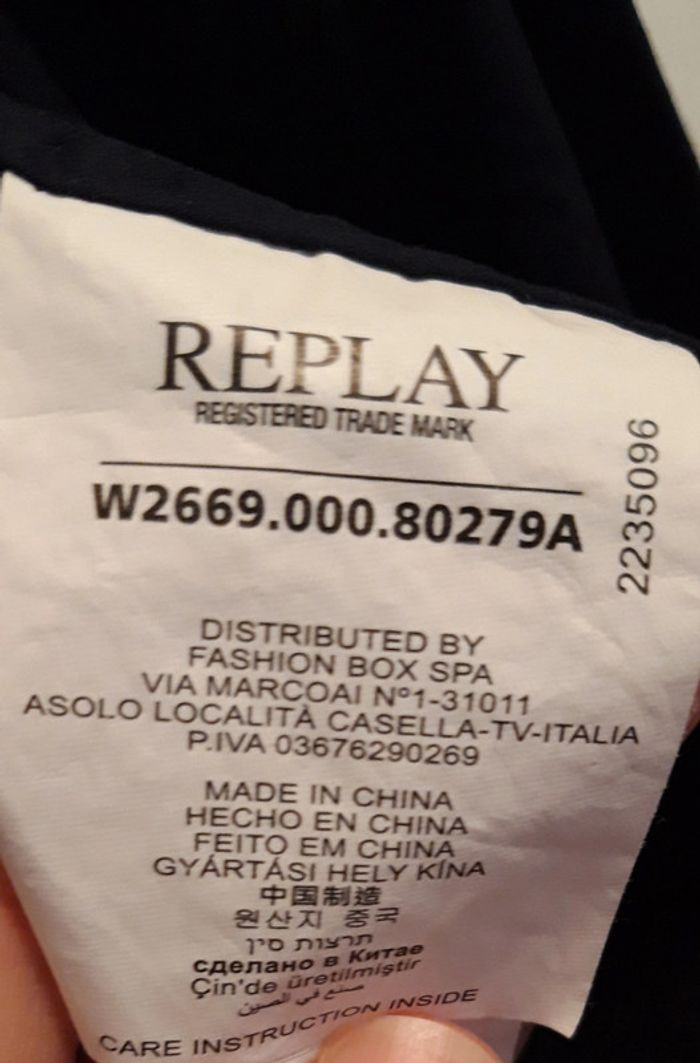 REPLAY
REGISTERED TRADE MARK
W2669.000.80279A
2235096
DISTRIBUTED BY
FASHION BOX SPA
VIA MARCOAI Nº1-31011
ASOLO LOCALITÀ CASELLA-TV-ITALIA
P.IVA 03676290269
MADE IN CHINA
HECHO EN CHINA
FEITO EM CHINA
GYÁRTÁSI HELY KÍNA
中国制造
원산지 중국
תרצות סין
сделано в Китае
Çin'de üretilmiştir
صنع في الصين
CARE INSTRUCTION INSIDE